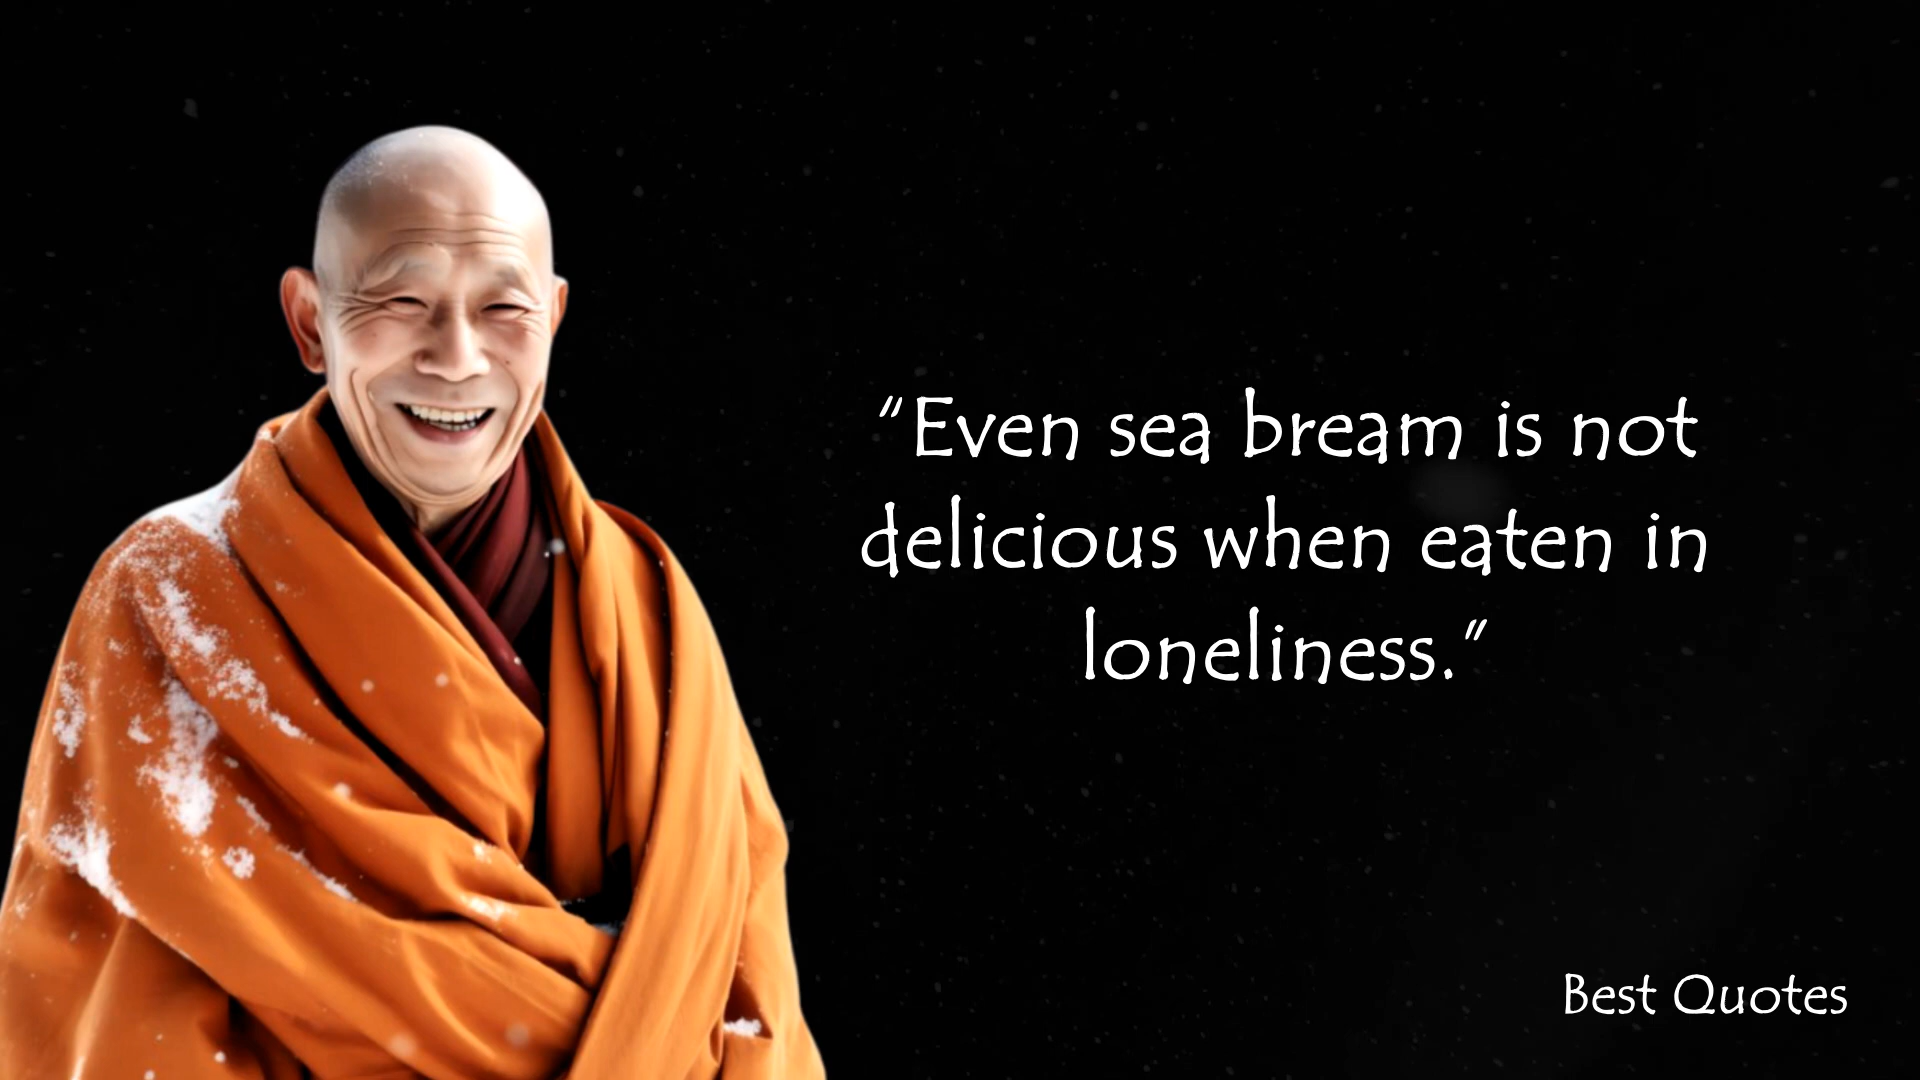 “Even sea bream is not
delicious when eaten in
loneliness.”
Best Quotes